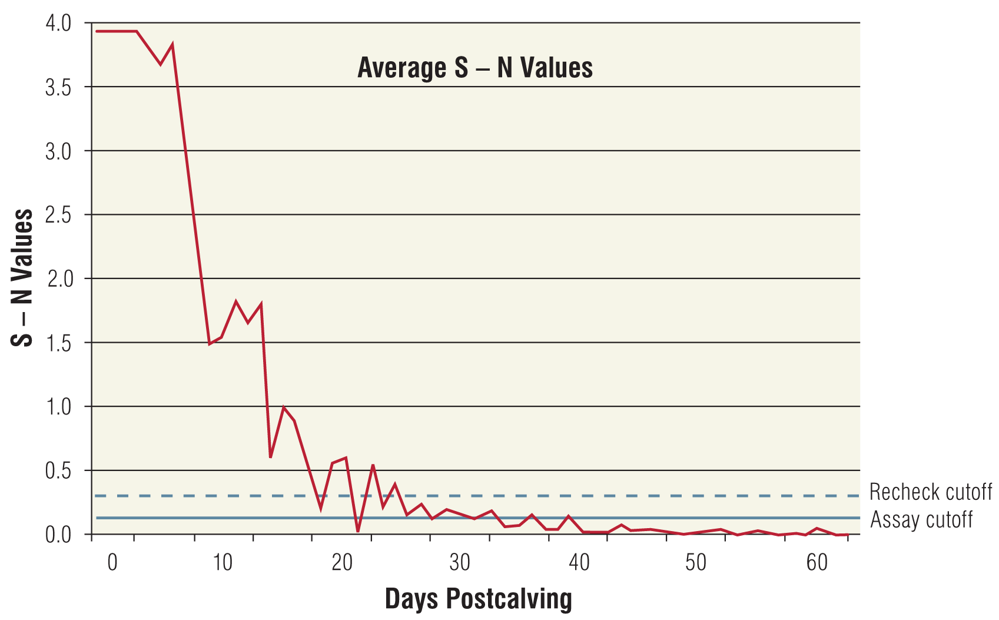 Average S – N Values
S – N Values
4.0
3.5
3.0
2.5
2.0
1.5
1.0
0.5
0.0
Recheck cutoff
Assay cutoff
0 10 20 30 40 50 60
Days Postcalving